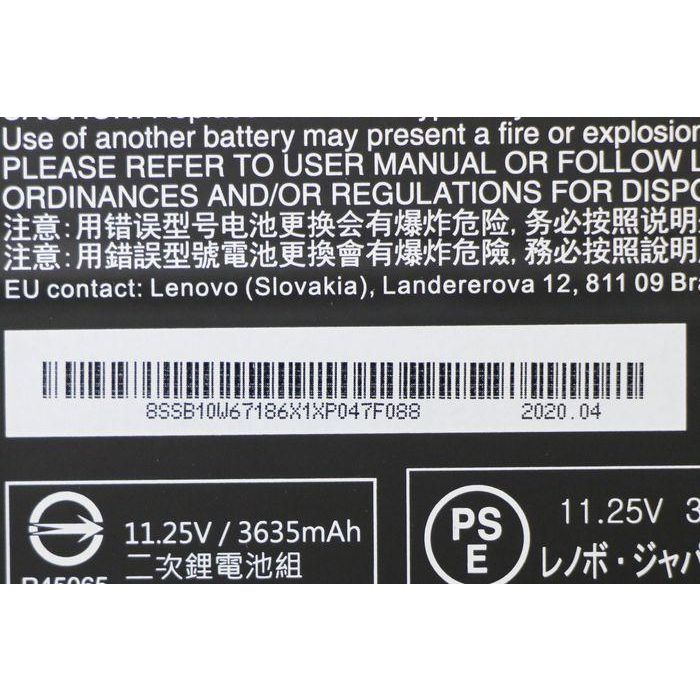 Use of another battery may present a fire or explosion
PLEASE REFER TO USER MANUAL OR FOLLOW L
ORDINANCES AND/OR REGULATIONS FOR DISPO
注意: 用错误型号电池更换会有爆炸危险, 务必按照说明
注意: 用錯誤型號電池更換會有爆炸危險, 務必按照說明
EU contact: Lenovo (Slovakia), Landererova 12, 811 09 Bra
8SSB10W67186X1XP047F088 2020.04
11.25V / 3635mAh
二次鋰電池組
R45065
PS
E
11.25V 3
レノボ・ジャパ